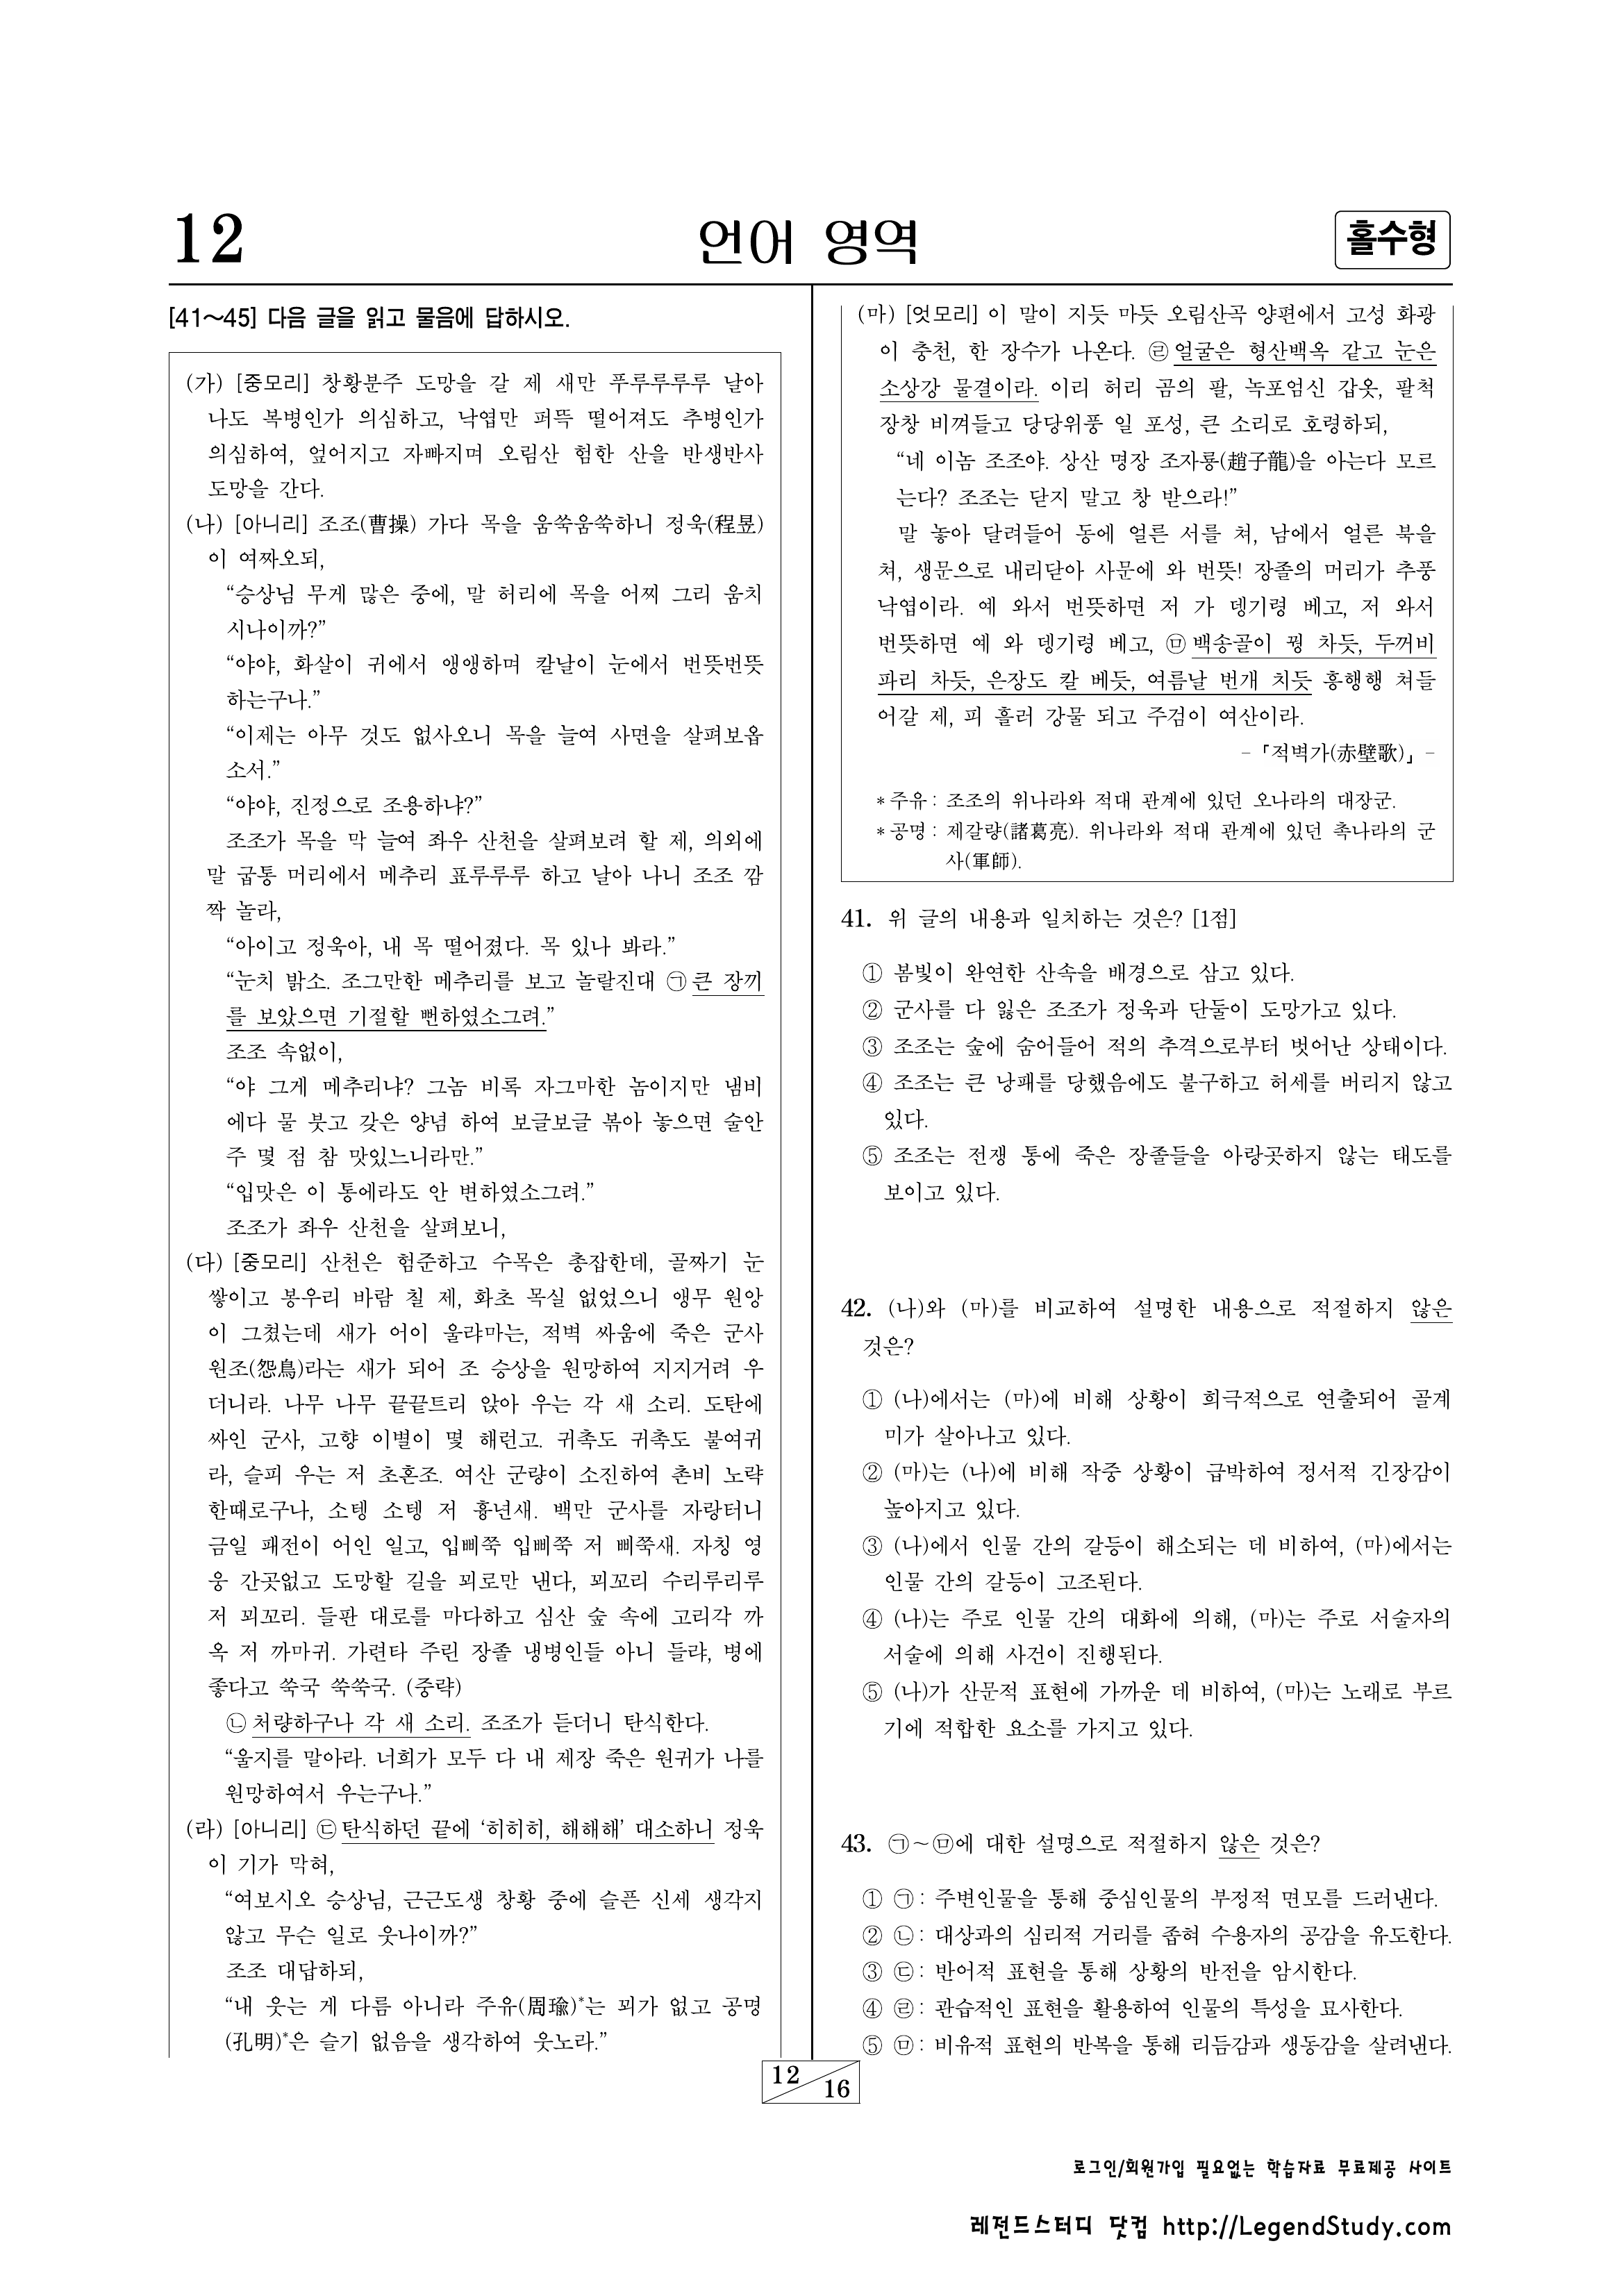 12
언어 영역
홀수형
[41～45] 다음 글을 읽고 물음에 답하시오.
(가) [중모리] 창황분주 도망을 갈 제 새만 푸루루루루 날아
나도 복병인가 의심하고, 낙엽만 퍼뜩 떨어져도 추병인가
의심하여, 엎어지고 자빠지며 오림산 험한 산을 반생반사
도망을 간다.
(나) [아니리] 조조(曹操) 가다 목을 움쑥움쑥하니 정욱(程昱)
이 여짜오되,
“승상님 무게 많은 중에, 말 허리에 목을 어찌 그리 움치
시나이까?”
“야야, 화살이 귀에서 앵앵하며 칼날이 눈에서 번뜻번뜻
하는구나.”
“이제는 아무 것도 없사오니 목을 늘여 사면을 살펴보옵
소서.”
“야야, 진정으로 조용하냐?”
조조가 목을 막 늘여 좌우 산천을 살펴보려 할 제, 의외에
말 굽통 머리에서 메추리 표루루루 하고 날아 나니 조조 깜
짝 놀라,
“아이고 정욱아, 내 목 떨어졌다. 목 있나 봐라.”
“눈치 밝소. 조그만한 메추리를 보고 놀랄진대 ㉠큰 장끼
를 보았으면 기절할 뻔하였소그려.”
조조 속없이,
“야 그게 메추리냐? 그놈 비록 자그마한 놈이지만 냄비
에다 물 붓고 갖은 양념 하여 보글보글 볶아 놓으면 술안
주 몇 점 참 맛있느니라만.”
“입맛은 이 통에라도 안 변하였소그려.”
조조가 좌우 산천을 살펴보니,
(다) [중모리] 산천은 험준하고 수목은 총잡한데, 골짜기 눈
쌓이고 봉우리 바람 칠 제, 화초 목실 없었으니 앵무 원앙
이 그쳤는데 새가 어이 울랴마는, 적벽 싸움에 죽은 군사
원조(怨鳥)라는 새가 되어 조 승상을 원망하여 지지거려 우
더니라. 나무 나무 끝끝트리 앉아 우는 각 새 소리. 도탄에
싸인 군사, 고향 이별이 몇 해런고. 귀촉도 귀촉도 불여귀
라, 슬피 우는 저 초혼조. 여산 군량이 소진하여 촌비 노략
한때로구나, 소텡 소텡 저 흉년새. 백만 군사를 자랑터니
금일 패전이 어인 일고, 입삐쭉 입삐쭉 저 삐쭉새. 자칭 영
웅 간곳없고 도망할 길을 꾀로만 낸다, 꾀꼬리 수리루리루
저 꾀꼬리. 들판 대로를 마다하고 심산 숲 속에 고리각 까
옥 저 까마귀. 가련타 주린 장졸 냉병인들 아니 들랴, 병에
좋다고 쑥국 쑥쑥국. (중략)
㉡처량하구나 각 새 소리. 조조가 듣더니 탄식한다.
“울지를 말아라. 너희가 모두 다 내 제장 죽은 원귀가 나를
원망하여서 우는구나.”
(라) [아니리] ㉢탄식하던 끝에 ‘히히히, 해해해’ 대소하니 정욱
이 기가 막혀,
“여보시오 승상님, 근근도생 창황 중에 슬픈 신세 생각지
않고 무슨 일로 웃나이까?”
조조 대답하되,
“내 웃는 게 다름 아니라 주유(周瑜)*는 꾀가 없고 공명
(孔明)*은 슬기 없음을 생각하여 웃노라.”
(마) [엇모리] 이 말이 지듯 마듯 오림산곡 양편에서 고성 화광
이 충천, 한 장수가 나온다. ㉣얼굴은 형산백옥 같고 눈은
소상강 물결이라. 이리 허리 곰의 팔, 녹포엄신 갑옷, 팔척
장창 비껴들고 당당위풍 일 포성, 큰 소리로 호령하되,
“네 이놈 조조야. 상산 명장 조자룡(趙子龍)을 아는다 모르
는다? 조조는 닫지 말고 창 받으라!”
말 놓아 달려들어 동에 얼른 서를 쳐, 남에서 얼른 북을
쳐, 생문으로 내리닫아 사문에 와 번뜻! 장졸의 머리가 추풍
낙엽이라. 예 와서 번뜻하면 저 가 뎅기령 베고, 저 와서
번뜻하면 예 와 뎅기령 베고, ㉤백송골이 꿩 차듯, 두꺼비
파리 차듯, 은장도 칼 베듯, 여름날 번개 치듯 흥행행 쳐들
어갈 제, 피 흘러 강물 되고 주검이 여산이라.
－「적벽가(赤壁歌)」－
* 주유 : 조조의 위나라와 적대 관계에 있던 오나라의 대장군.
* 공명 : 제갈량(諸葛亮). 위나라와 적대 관계에 있던 촉나라의 군
사(軍師).
41. 위 글의 내용과 일치하는 것은? [1점]
① 봄빛이 완연한 산속을 배경으로 삼고 있다.
② 군사를 다 잃은 조조가 정욱과 단둘이 도망가고 있다.
③ 조조는 숲에 숨어들어 적의 추격으로부터 벗어난 상태이다.
④ 조조는 큰 낭패를 당했음에도 불구하고 허세를 버리지 않고
있다.
⑤ 조조는 전쟁 통에 죽은 장졸들을 아랑곳하지 않는 태도를
보이고 있다.
42. (나)와 (마)를 비교하여 설명한 내용으로 적절하지 않은
것은?
① (나)에서는 (마)에 비해 상황이 희극적으로 연출되어 골계
미가 살아나고 있다.
② (마)는 (나)에 비해 작중 상황이 급박하여 정서적 긴장감이
높아지고 있다.
③ (나)에서 인물 간의 갈등이 해소되는 데 비하여, (마)에서는
인물 간의 갈등이 고조된다.
④ (나)는 주로 인물 간의 대화에 의해, (마)는 주로 서술자의
서술에 의해 사건이 진행된다.
⑤ (나)가 산문적 표현에 가까운 데 비하여, (마)는 노래로 부르
기에 적합한 요소를 가지고 있다.
43. ㉠～㉤에 대한 설명으로 적절하지 않은 것은?
① ㉠ : 주변인물을 통해 중심인물의 부정적 면모를 드러낸다.
② ㉡ : 대상과의 심리적 거리를 좁혀 수용자의 공감을 유도한다.
③ ㉢ : 반어적 표현을 통해 상황의 반전을 암시한다.
④ ㉣ : 관습적인 표현을 활용하여 인물의 특성을 묘사한다.
⑤ ㉤ : 비유적 표현의 반복을 통해 리듬감과 생동감을 살려낸다.
12
16
로그인/회원가입 필요없는 학습자료 무료제공 사이트
레전드스터디 닷컴 http://LegendStudy.com